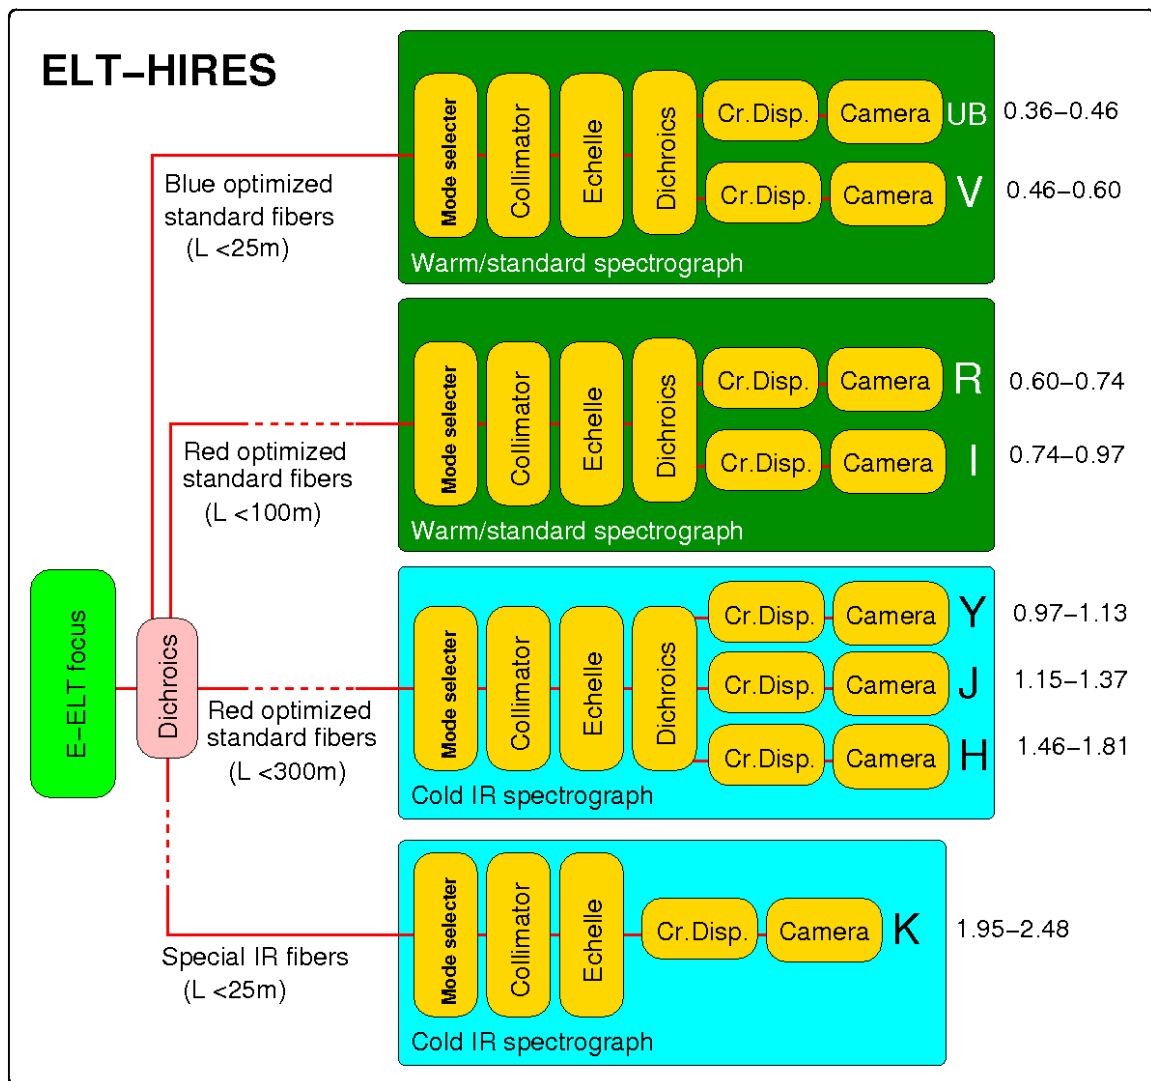 ELT−HIRES
Blue optimized
standard fibers
(L <25m)
Mode selecter
Collimator
Echelle
Dichroics
Cr.Disp.
Camera
UB
0.36−0.46
Cr.Disp.
Camera
V
0.46−0.60
Warm/standard spectrograph
Red optimized
standard fibers
(L <100m)
Mode selecter
Collimator
Echelle
Dichroics
Cr.Disp.
Camera
R
0.60−0.74
Cr.Disp.
Camera
I
0.74−0.97
Warm/standard spectrograph
E−ELT focus
Dichroics
Red optimized
standard fibers
(L <300m)
Mode selecter
Collimator
Echelle
Dichroics
Cr.Disp.
Camera
Y
0.97−1.13
Cr.Disp.
Camera
J
1.15−1.37
Cr.Disp.
Camera
H
1.46−1.81
Cold IR spectrograph
Special IR fibers
(L <25m)
Mode selecter
Collimator
Echelle
Cr.Disp.
Camera
K
1.95−2.48
Cold IR spectrograph